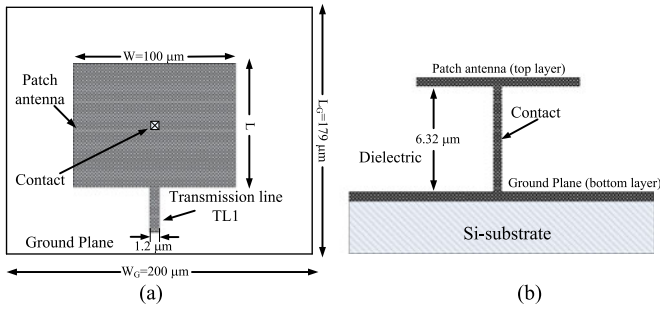 W=100 μm
Patch antenna
Contact
L
L_G=179 μm
Transmission line TL1
Ground Plane
1.2 μm
W_G=200 μm
(a)
Patch antenna (top layer)
6.32 μm
Contact
Dielectric
Ground Plane (bottom layer)
Si-substrate
(b)